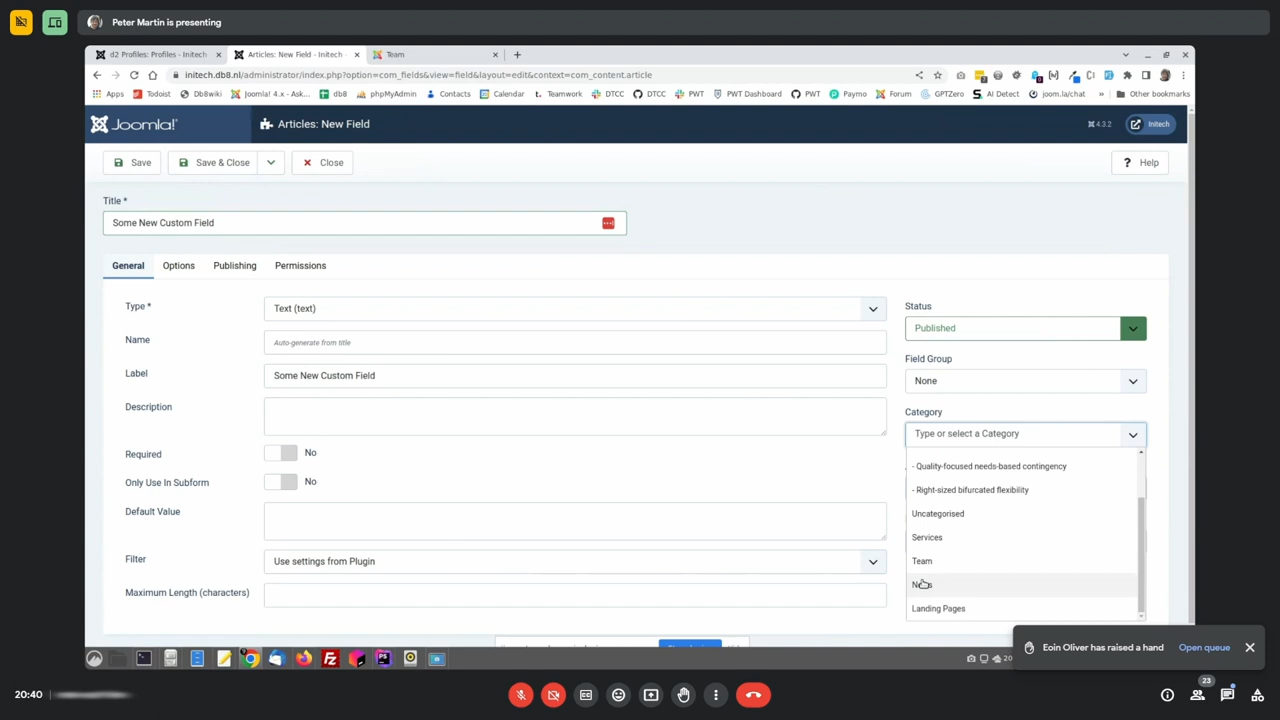 Peter Martin is presenting
d2 Profiles: Profiles - Initech
Articles: New Field - Initech -
Team
initech.db8.nl/administrator/index.php?option=com_fields&view=field&layout=edit&context=com_content.article
Apps Todoist Db8wiki Joomla! 4.x - Ask... db8 phpMyAdmin Contacts Calendar Teamwork DTCC DTCC PWT PWT Dashboard PWT Paymo Forum GPTZero AI Detect joom.la/chat » Other bookmarks
Joomla!
Articles: New Field
4.3.2
Initech
Save
Save & Close
Close
? Help
Title *
Some New Custom Field
General Options Publishing Permissions
Type *
Text (text)
Name
Auto-generate from title
Label
Some New Custom Field
Description
Required
No
Only Use In Subform
No
Default Value
Filter
Use settings from Plugin
Maximum Length (characters)
Status
Published
Field Group
None
Category
Type or select a Category
- Quality-focused needs-based contingency
- Right-sized bifurcated flexibility
Uncategorised
Services
Team
Landing Pages
Eoin Oliver has raised a hand
Open queue
20:40
23